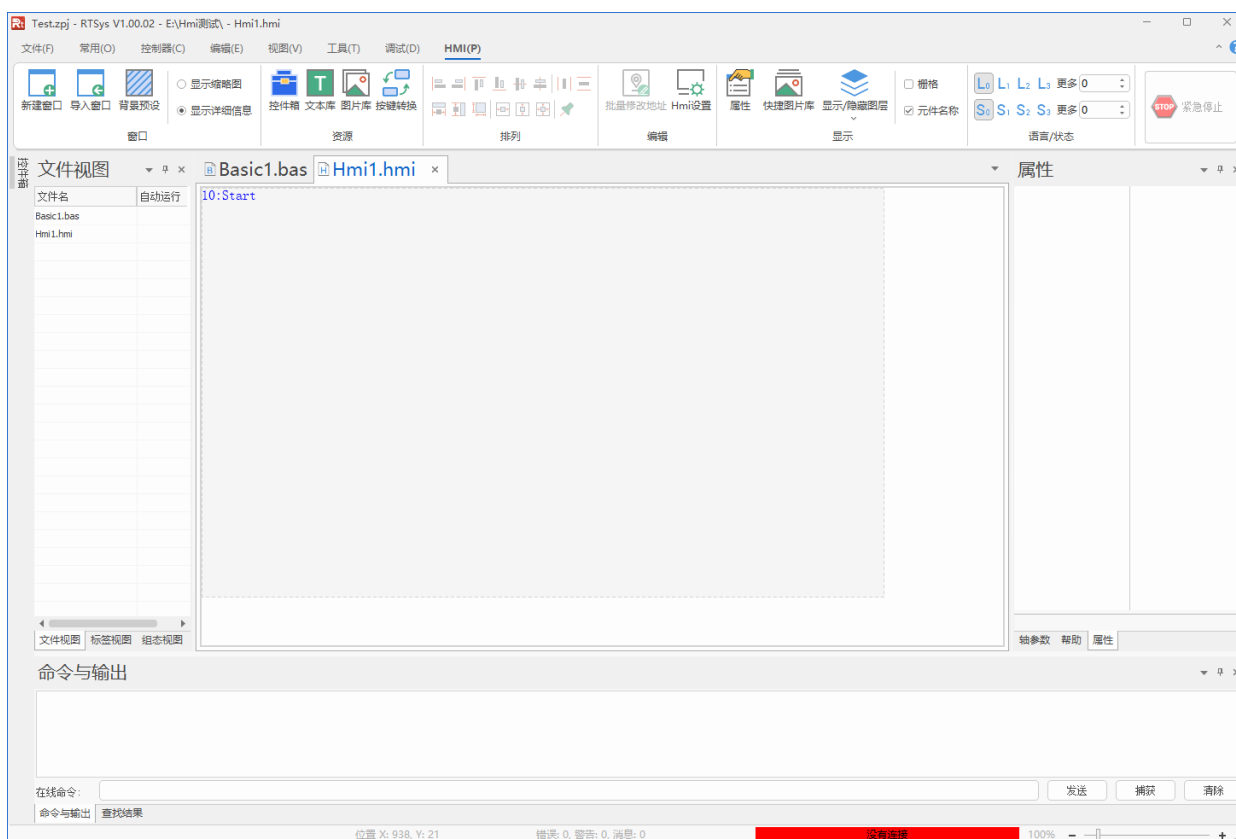 Test.zpj - RTSys V1.00.02 - E:\Hmi测试\ - Hmi1.hmi
文件(F) 常用(O) 控制器(C) 编辑(E) 视图(V) 工具(T) 调试(D) HMI(P)
新建窗口 导入窗口 背景预设 显示缩略图 显示详细信息
窗口
控件箱 文本库 图片库 按键转换
资源
排列
批量修改地址 Hmi设置
编辑
属性 快捷图片库 显示/隐藏图层 栅格 元件名称
显示
L0 L1 L2 L3 更多 0
S0 S1 S2 S3 更多 0
语言/状态
STOP 紧急停止
控件箱
文件视图
文件名 自动运行
Basic1.bas
Hmi1.hmi
文件视图 标签视图 组态视图
Basic1.bas Hmi1.hmi
10:Start
属性
轴参数 帮助 属性
命令与输出
在线命令: 发送 捕获 清除
命令与输出 查找结果
位置 X: 938, Y: 21 错误: 0, 警告: 0, 消息: 0 没有连接 100%